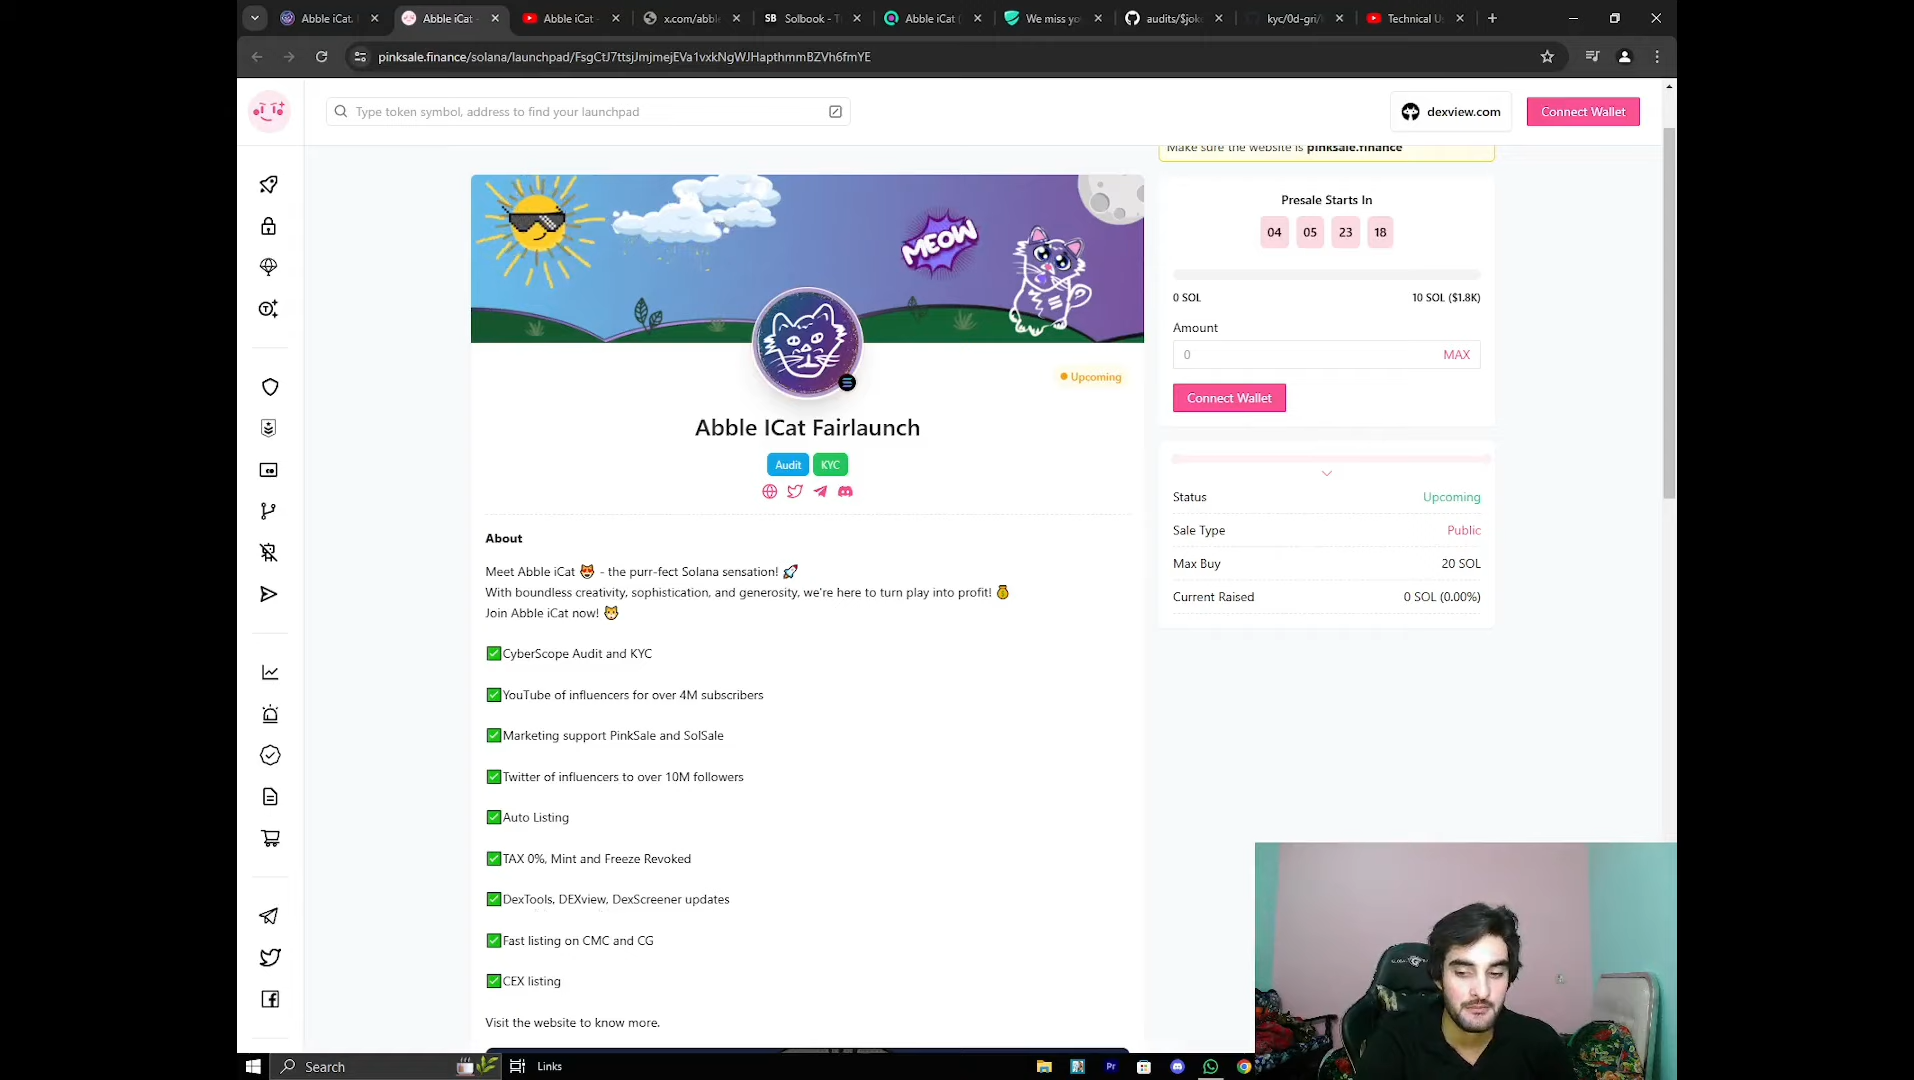 Abble iCat
Abble iCat -
Abble iCat -
x.com/abbl
SB Solbook - T
Abble iCat (
We miss yo
audits/$jok
kyc/0d-gri/
Technical U
pinksale.finance/solana/launchpad/FsgCtJ7ttsjJmjmejEVa1vxkNgWJHapthmmBZVh6fmYE
Type token symbol, address to find your launchpad
dexview.com
Connect Wallet
Make sure the website is pinksale.finance
MEOW
Presale Starts In
04 05 23 18
0 SOL 10 SOL ($1.8K)
Amount
0 MAX
Connect Wallet
Upcoming
Abble ICat Fairlaunch
Audit KYC
Status Upcoming
Sale Type Public
Max Buy 20 SOL
Current Raised 0 SOL (0.00%)
About
Meet Abble iCat 😻 - the purr-fect Solana sensation! 🚀
With boundless creativity, sophistication, and generosity, we're here to turn play into profit! 💰
Join Abble iCat now! 🐱
✅CyberScope Audit and KYC
✅YouTube of influencers for over 4M subscribers
✅Marketing support PinkSale and SolSale
✅Twitter of influencers to over 10M followers
✅Auto Listing
✅TAX 0%, Mint and Freeze Revoked
✅DexTools, DEXview, DexScreener updates
✅Fast listing on CMC and CG
✅CEX listing
Visit the website to know more.
Search
Links
Pr